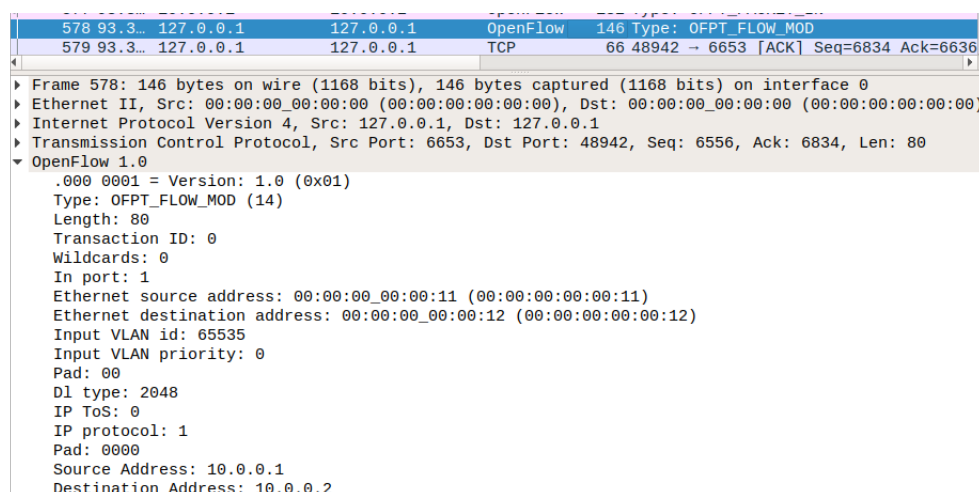 578 93.3… 127.0.0.1 127.0.0.1 OpenFlow 146 Type: OFPT_FLOW_MOD
579 93.3… 127.0.0.1 127.0.0.1 TCP 66 48942 → 6653 [ACK] Seq=6834 Ack=6636
Frame 578: 146 bytes on wire (1168 bits), 146 bytes captured (1168 bits) on interface 0
Ethernet II, Src: 00:00:00_00:00:00 (00:00:00:00:00:00), Dst: 00:00:00_00:00:00 (00:00:00:00:00:00)
Internet Protocol Version 4, Src: 127.0.0.1, Dst: 127.0.0.1
Transmission Control Protocol, Src Port: 6653, Dst Port: 48942, Seq: 6556, Ack: 6834, Len: 80
OpenFlow 1.0
.000 0001 = Version: 1.0 (0x01)
Type: OFPT_FLOW_MOD (14)
Length: 80
Transaction ID: 0
Wildcards: 0
In port: 1
Ethernet source address: 00:00:00_00:00:11 (00:00:00:00:00:11)
Ethernet destination address: 00:00:00_00:00:12 (00:00:00:00:00:12)
Input VLAN id: 65535
Input VLAN priority: 0
Pad: 00
Dl type: 2048
IP ToS: 0
IP protocol: 1
Pad: 0000
Source Address: 10.0.0.1
Destination Address: 10.0.0.2